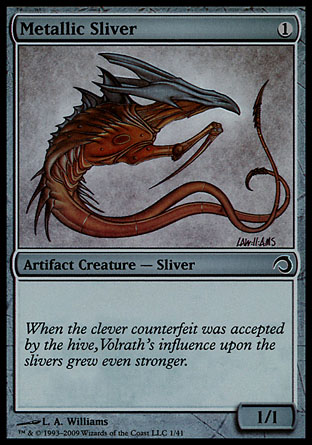 Metallic Sliver 1
LAWILLIAMS
Artifact Creature — Sliver
When the clever counterfeit was accepted
by the hive,Volrath's influence upon the
slivers grew even stronger.
1/1
L. A. Williams
™ & © 1993–2009 Wizards of the Coast LLC 1/41